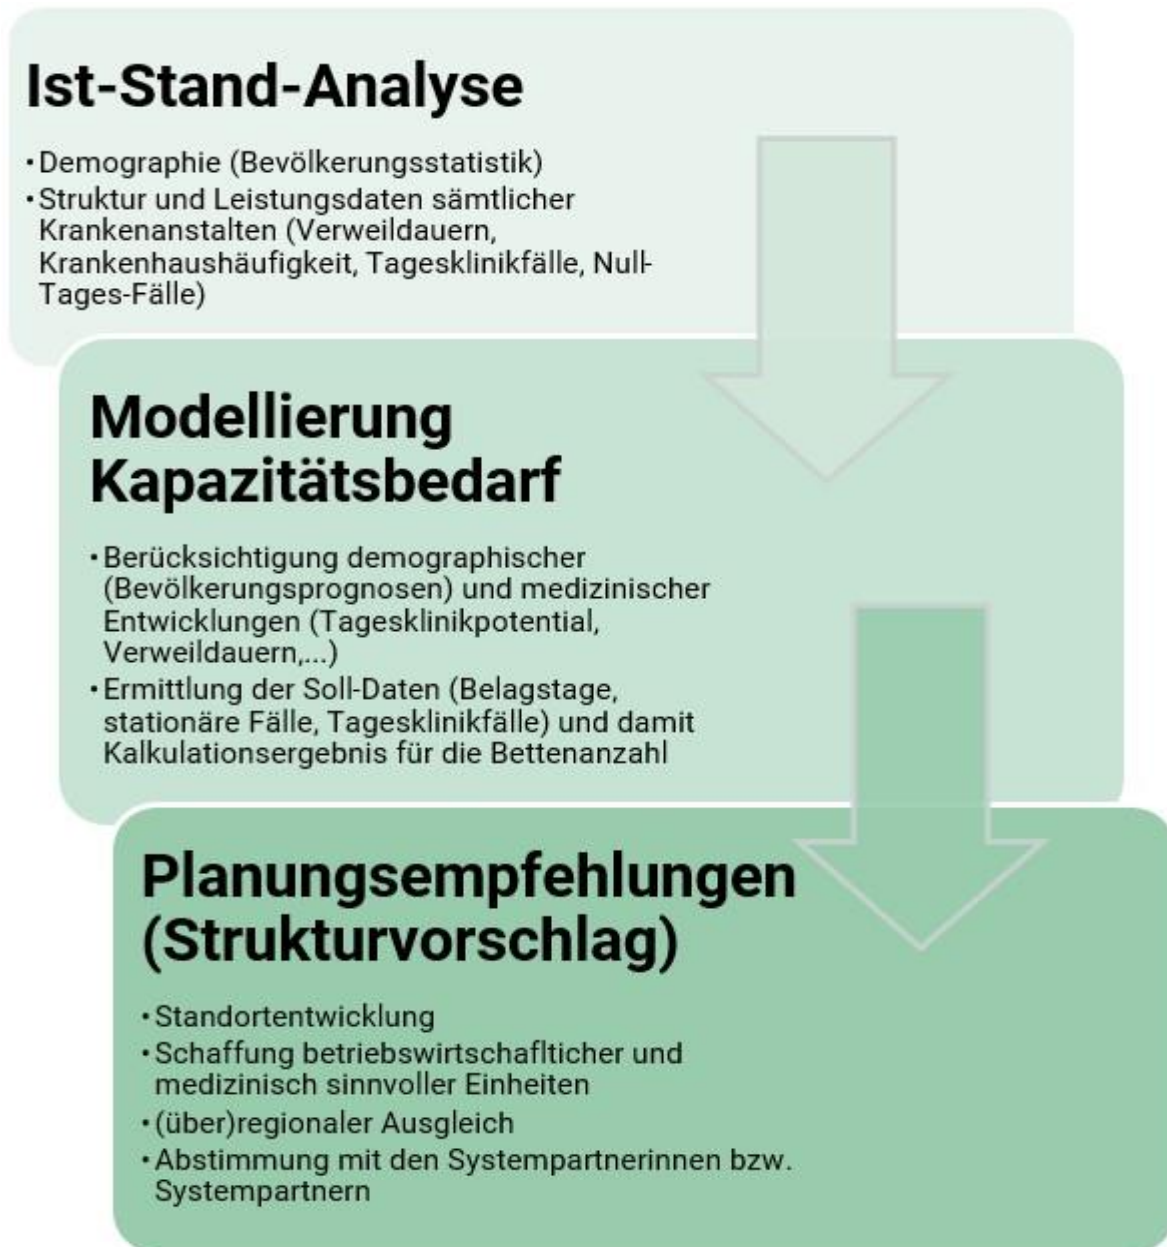 Ist-Stand-Analyse
• Demographie (Bevölkerungsstatistik)
• Struktur und Leistungsdaten sämtlicher
Krankenanstalten (Verweildauern,
Krankenhaushäufigkeit, Tagesklinikfälle, Null-
Tages-Fälle)
Modellierung
Kapazitätsbedarf
• Berücksichtigung demographischer
(Bevölkerungsprognosen) und medizinischer
Entwicklungen (Tagesklinikpotential,
Verweildauern,...)
• Ermittlung der Soll-Daten (Belagstage,
stationäre Fälle, Tagesklinikfälle) und damit
Kalkulationsergebnis für die Bettenanzahl
Planungsempfehlungen
(Strukturvorschlag)
• Standortentwicklung
• Schaffung betriebswirtschaflticher und
medizinisch sinnvoller Einheiten
• (über)regionaler Ausgleich
• Abstimmung mit den Systempartnerinnen bzw.
Systempartnern